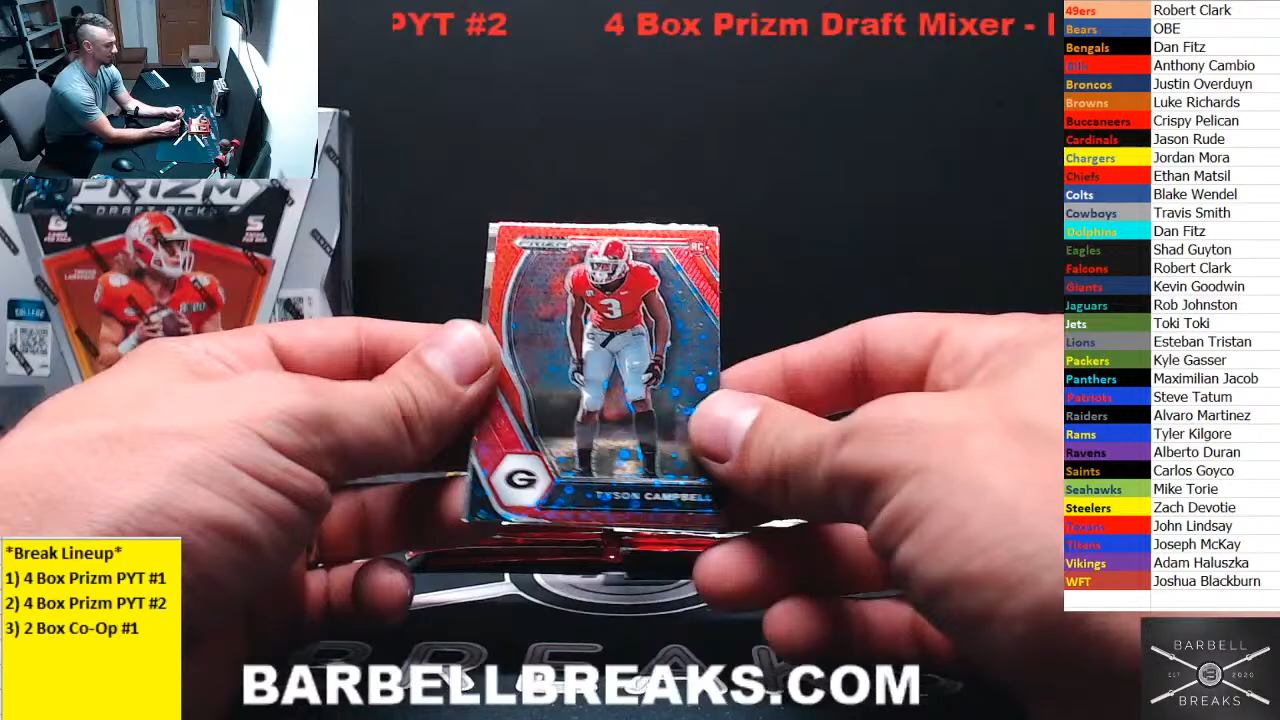 PYT #2 4 Box Prizm Draft Mixer -
49ers Robert Clark
Bears OBE
Bengals Dan Fitz
Bills Anthony Cambio
Broncos Justin Overduyn
Browns Luke Richards
Buccaneers Crispy Pelican
Cardinals Jason Rude
Chargers Jordan Mora
Chiefs Ethan Matsil
Colts Blake Wendel
Cowboys Travis Smith
Dolphins Dan Fitz
Eagles Shad Guyton
Falcons Robert Clark
Giants Kevin Goodwin
Jaguars Rob Johnston
Jets Toki Toki
Lions Esteban Tristan
Packers Kyle Gasser
Panthers Maximilian Jacob
Patriots Steve Tatum
Raiders Alvaro Martinez
Rams Tyler Kilgore
Ravens Alberto Duran
Saints Carlos Goyco
Seahawks Mike Torie
Steelers Zach Devotie
Texans John Lindsay
Titans Joseph McKay
Vikings Adam Haluszka
WFT Joshua Blackburn
PRIZM
DRAFT PICKS
PRIZM
RC
3
G
TYSON CAMPBELL
*Break Lineup*
1) 4 Box Prizm PYT #1
2) 4 Box Prizm PYT #2
3) 2 Box Co-Op #1
BARBELLBREAKS.COM
BARBELL
EST B 2020
BREAKS